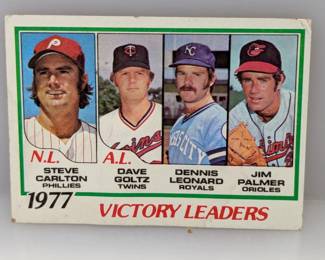 N.L.
A.L.
STEVE CARLTON
PHILLIES
DAVE GOLTZ
TWINS
DENNIS LEONARD
ROYALS
JIM PALMER
ORIOLES
1977 VICTORY LEADERS